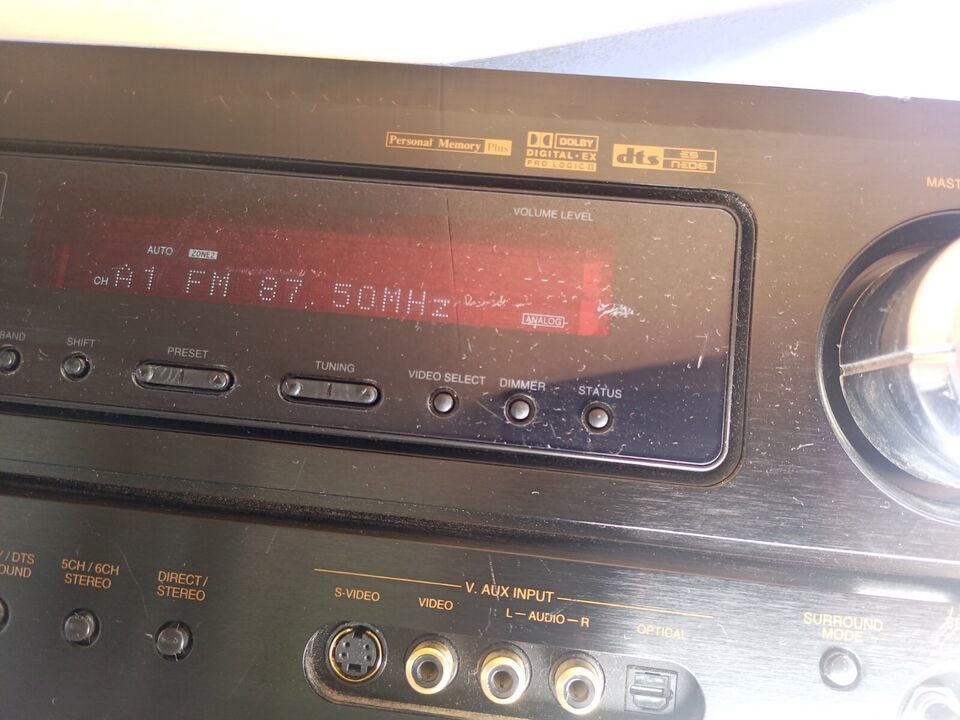 Personal Memory Plus
DOLBY
DIGITAL • EX
PRO LOGIC II
dts ES
NEO:6
MAST
VOLUME LEVEL
AUTO ZONE2
CH A1 FM 87.50MHz
ANALOG
BAND
SHIFT
PRESET
TUNING
VIDEO SELECT
DIMMER
STATUS
/ DTS
OUND
5CH / 6CH
STEREO
DIRECT /
STEREO
V. AUX INPUT
S-VIDEO
VIDEO
L — AUDIO — R
OPTICAL
SURROUND
MODE